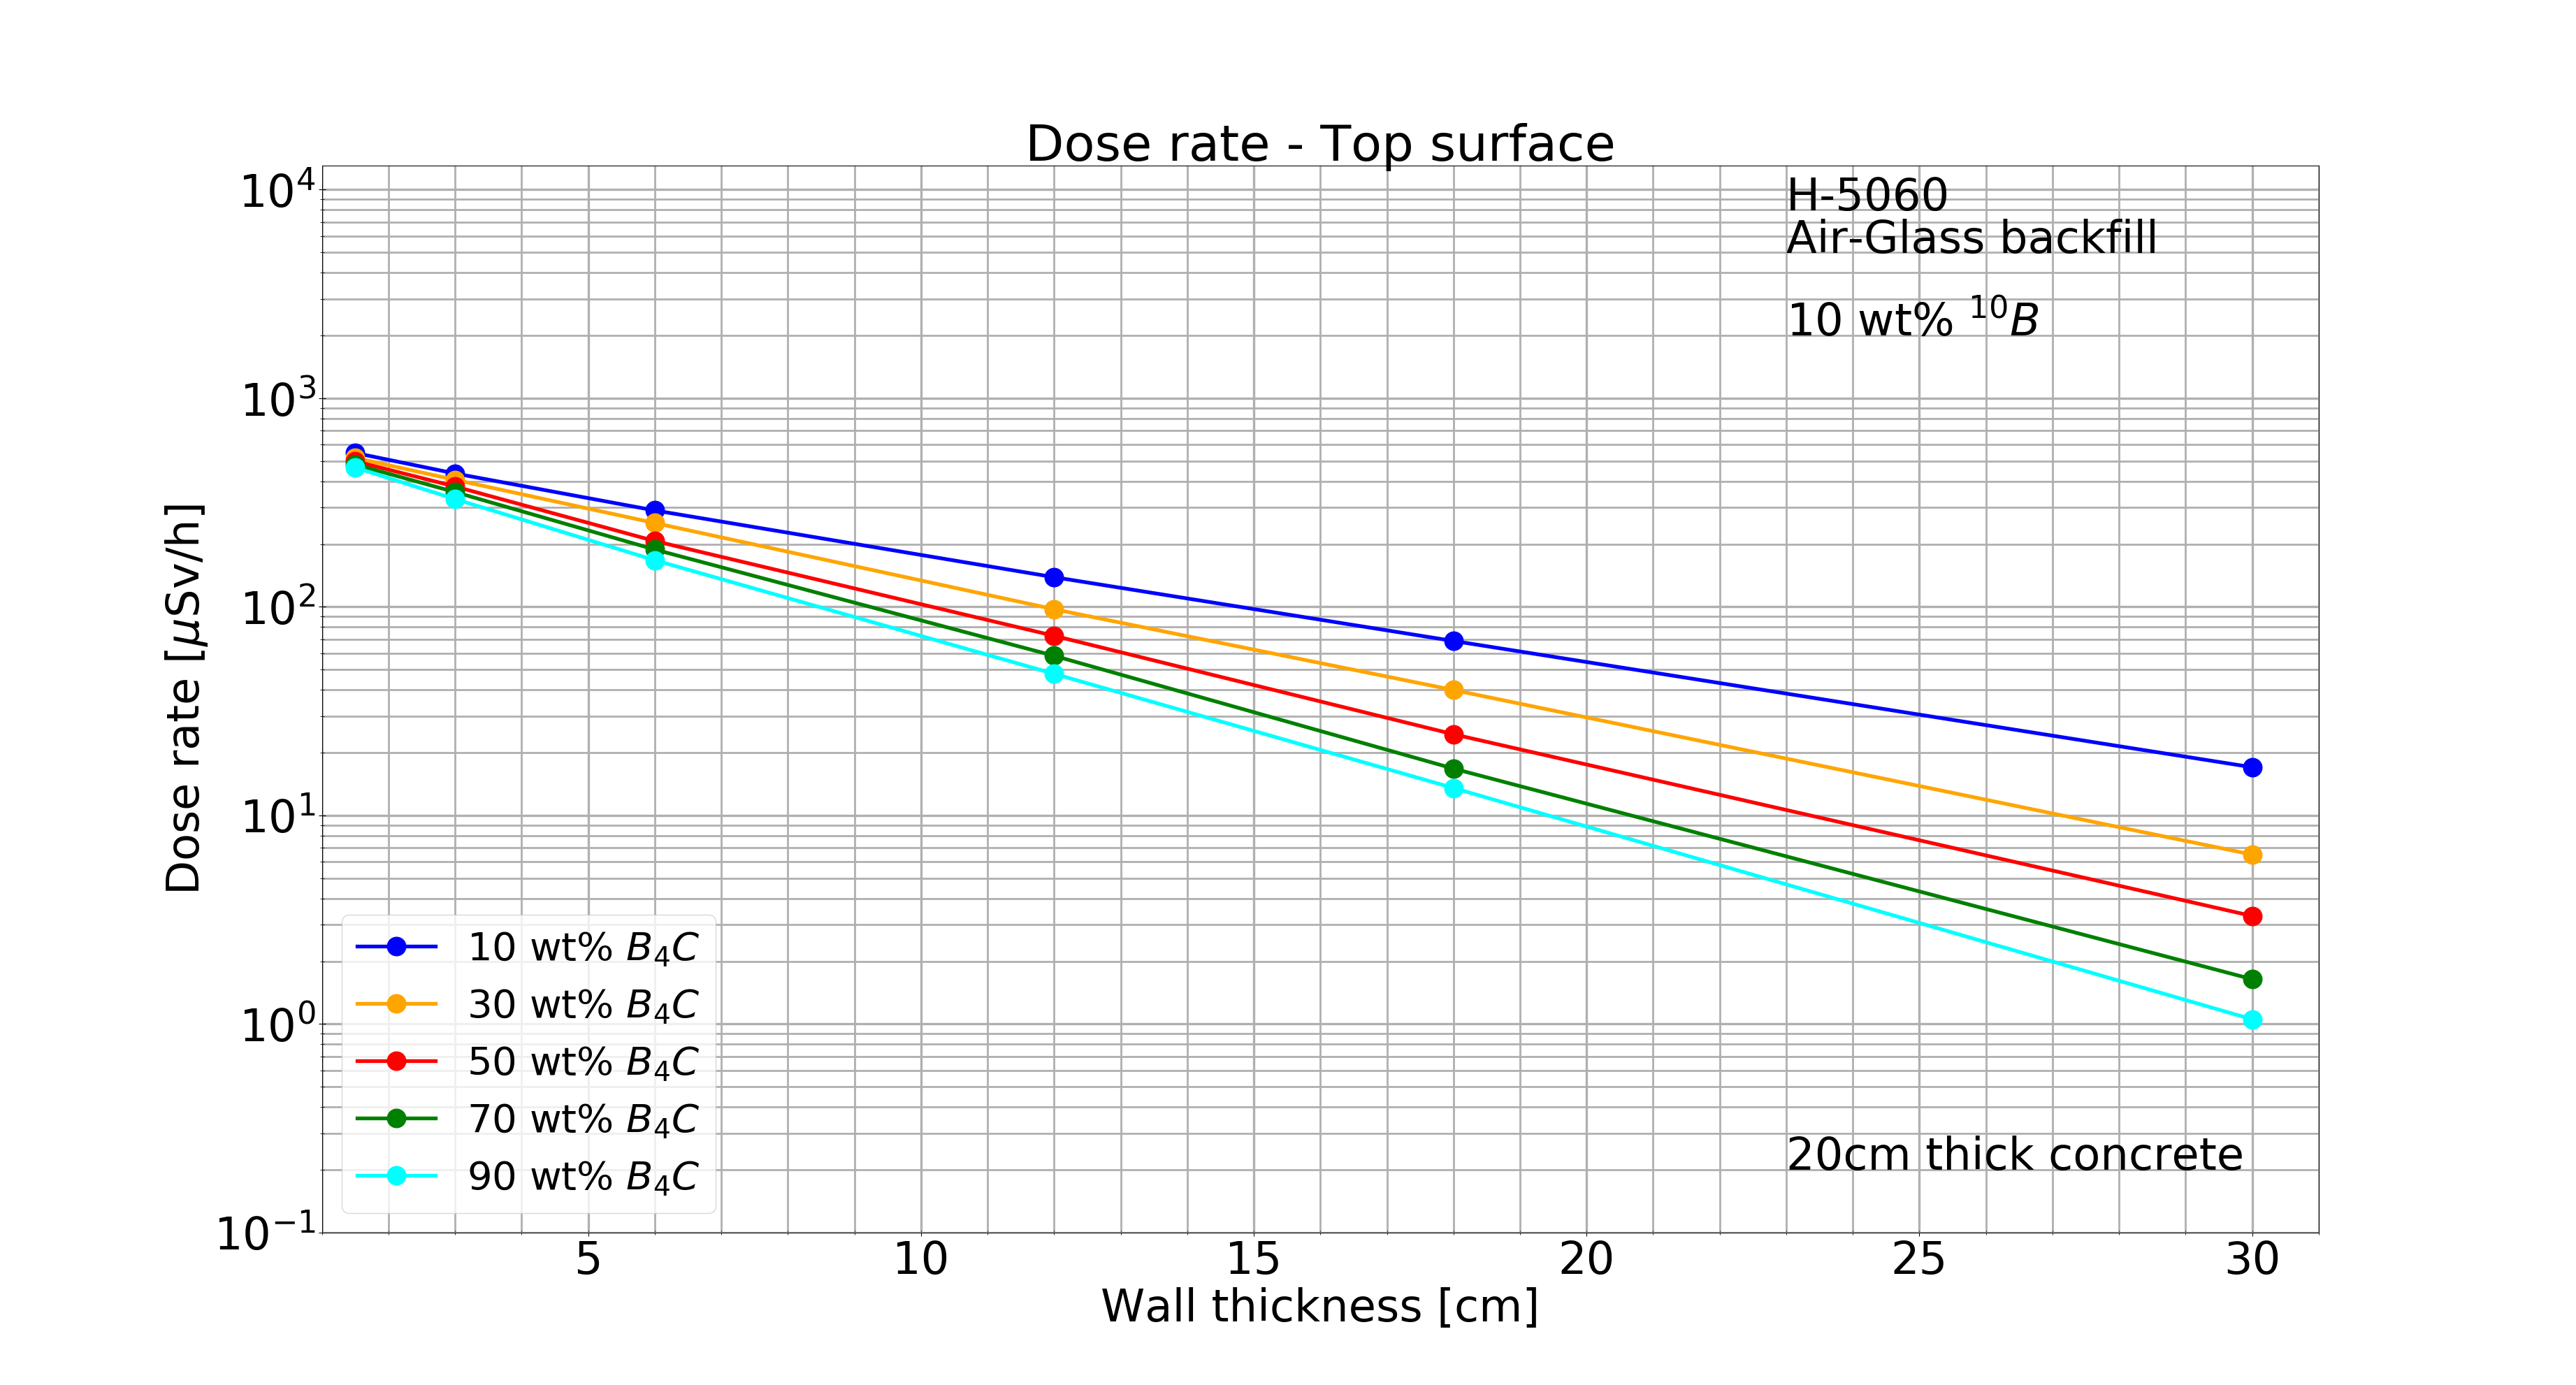 Dose rate - Top surface
H-5060
Air-Glass backfill
10 wt% ¹⁰B
10⁴
10³
10²
10¹
10⁰
10⁻¹
Dose rate [μSv/h]
10 wt% B₄C
30 wt% B₄C
50 wt% B₄C
70 wt% B₄C
90 wt% B₄C
20cm thick concrete
5 10 15 20 25 30
Wall thickness [cm]